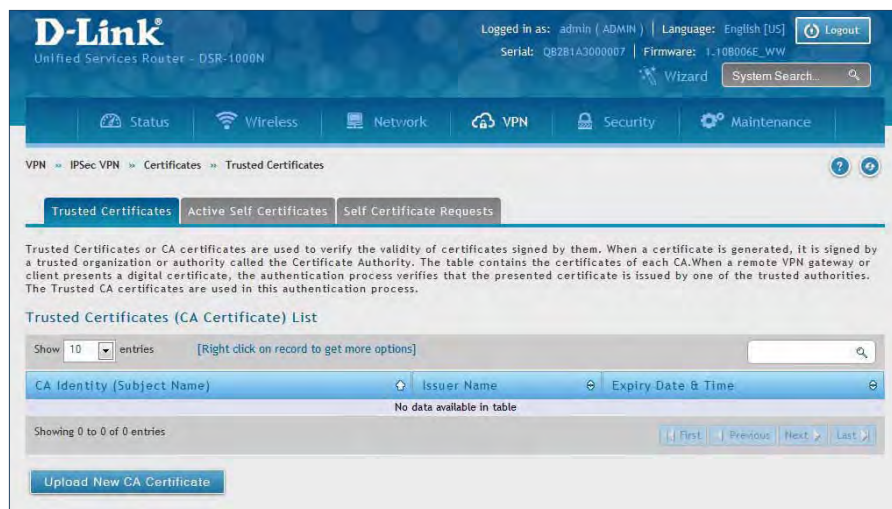 D-Link
Unified Services Router - DSR-1000N
Logged in as: admin ( ADMIN ) | Language: English [US]
Logout
Serial: QB2B1A3000007 | Firmware: 1.10B006E_WW
Wizard
System Search...
Status
Wireless
Network
VPN
Security
Maintenance
VPN » IPSec VPN » Certificates » Trusted Certificates
Trusted Certificates
Active Self Certificates
Self Certificate Requests
Trusted Certificates or CA certificates are used to verify the validity of certificates signed by them. When a certificate is generated, it is signed by
a trusted organization or authority called the Certificate Authority. The table contains the certificates of each CA.When a remote VPN gateway or
client presents a digital certificate, the authentication process verifies that the presented certificate is issued by one of the trusted authorities.
The Trusted CA certificates are used in this authentication process.
Trusted Certificates (CA Certificate) List
Show 10 entries
[Right click on record to get more options]
CA Identity (Subject Name)
Issuer Name
Expiry Date & Time
No data available in table
Showing 0 to 0 of 0 entries
First
Previous
Next
Last
Upload New CA Certificate